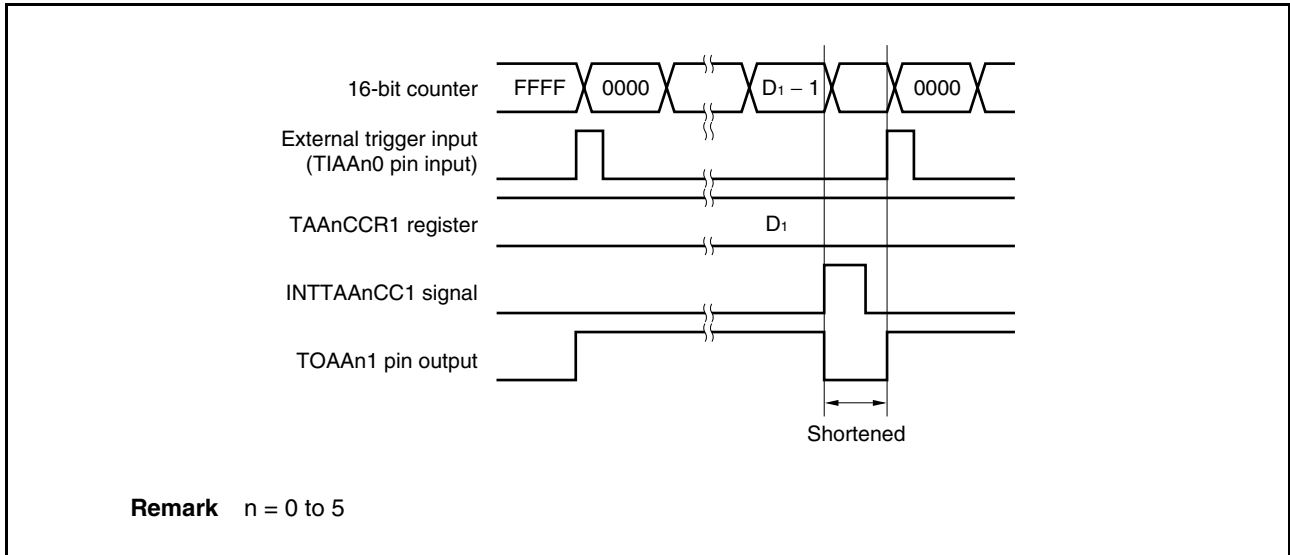 16-bit counter FFFF 0000 D₁ – 1 0000
External trigger input
(TIAAn0 pin input)
TAAnCCR1 register D₁
INTTAAnCC1 signal
TOAAn1 pin output
Shortened
Remark n = 0 to 5